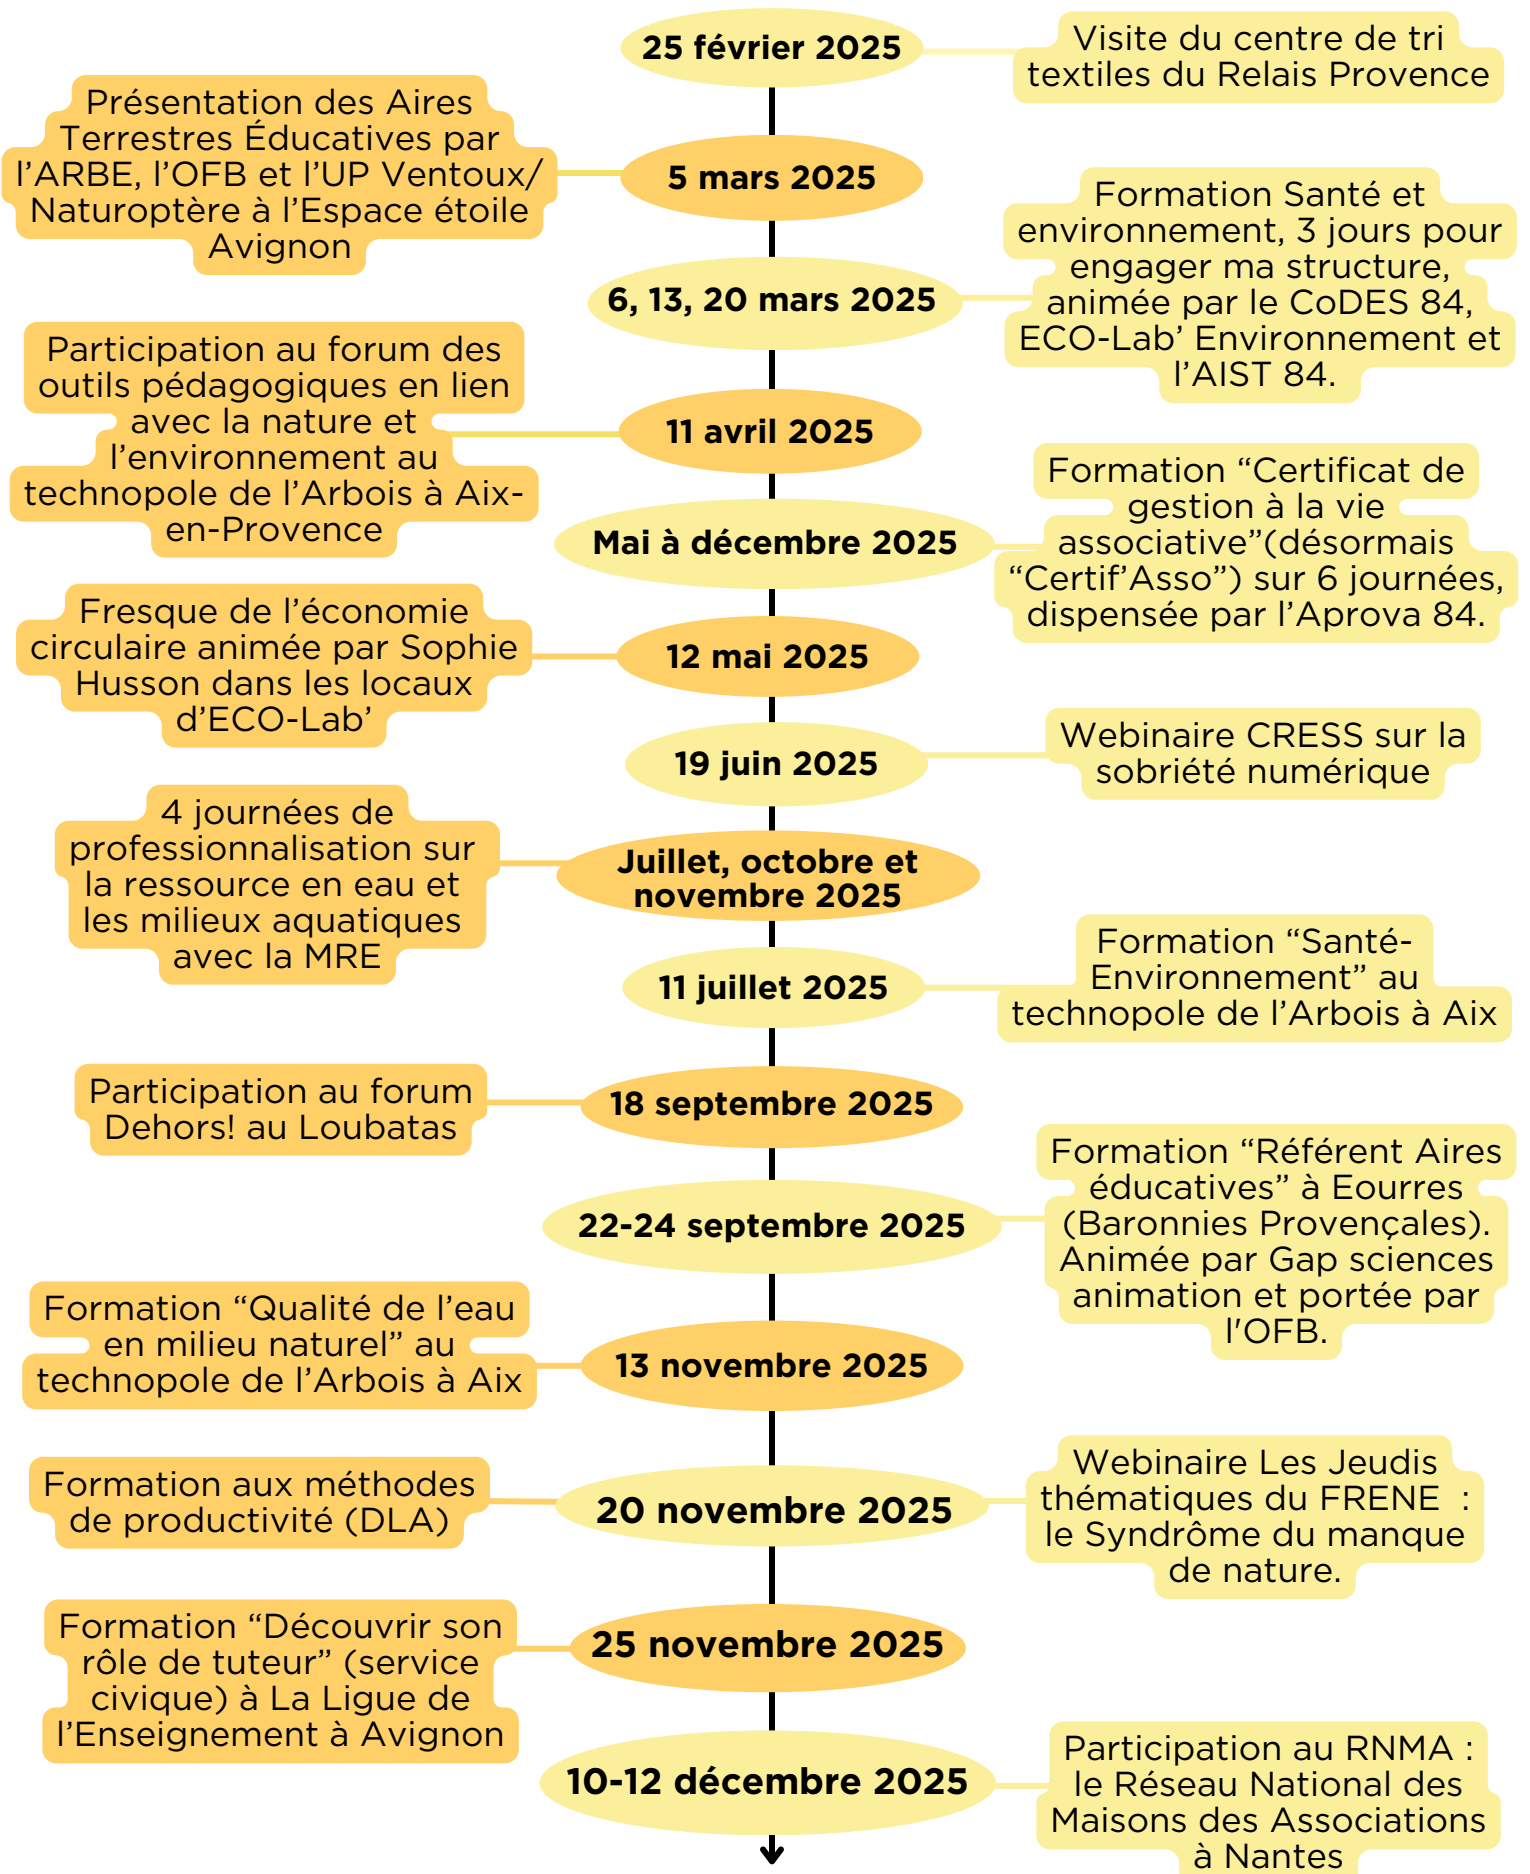 25 février 2025
Visite du centre de tri
textiles du Relais Provence
Présentation des Aires
Terrestres Éducatives par
l’ARBE, l’OFB et l’UP Ventoux/
Naturoptère à l’Espace étoile
Avignon
5 mars 2025
6, 13, 20 mars 2025
Formation Santé et
environnement, 3 jours pour
engager ma structure,
animée par le CoDES 84,
ECO-Lab’ Environnement et
l’AIST 84.
Participation au forum des
outils pédagogiques en lien
avec la nature et
l’environnement au
technopole de l’Arbois à Aix-
en-Provence
11 avril 2025
Mai à décembre 2025
Formation “Certificat de
gestion à la vie
associative”(désormais
“Certif’Asso”) sur 6 journées,
dispensée par l’Aprova 84.
Fresque de l’économie
circulaire animée par Sophie
Husson dans les locaux
d’ECO-Lab’
12 mai 2025
19 juin 2025
Webinaire CRESS sur la
sobriété numérique
4 journées de
professionnalisation sur
la ressource en eau et
les milieux aquatiques
avec la MRE
Juillet, octobre et
novembre 2025
11 juillet 2025
Formation “Santé-
Environnement” au
technopole de l’Arbois à Aix
Participation au forum
Dehors! au Loubatas
18 septembre 2025
22-24 septembre 2025
Formation “Référent Aires
éducatives” à Eourres
(Baronnies Provençales).
Animée par Gap sciences
animation et portée par
l'OFB.
Formation “Qualité de l’eau
en milieu naturel” au
technopole de l’Arbois à Aix
13 novembre 2025
Formation aux méthodes
de productivité (DLA)
20 novembre 2025
Webinaire Les Jeudis
thématiques du FRENE :
le Syndrôme du manque
de nature.
Formation “Découvrir son
rôle de tuteur” (service
civique) à La Ligue de
l’Enseignement à Avignon
25 novembre 2025
10-12 décembre 2025
Participation au RNMA :
le Réseau National des
Maisons des Associations
à Nantes